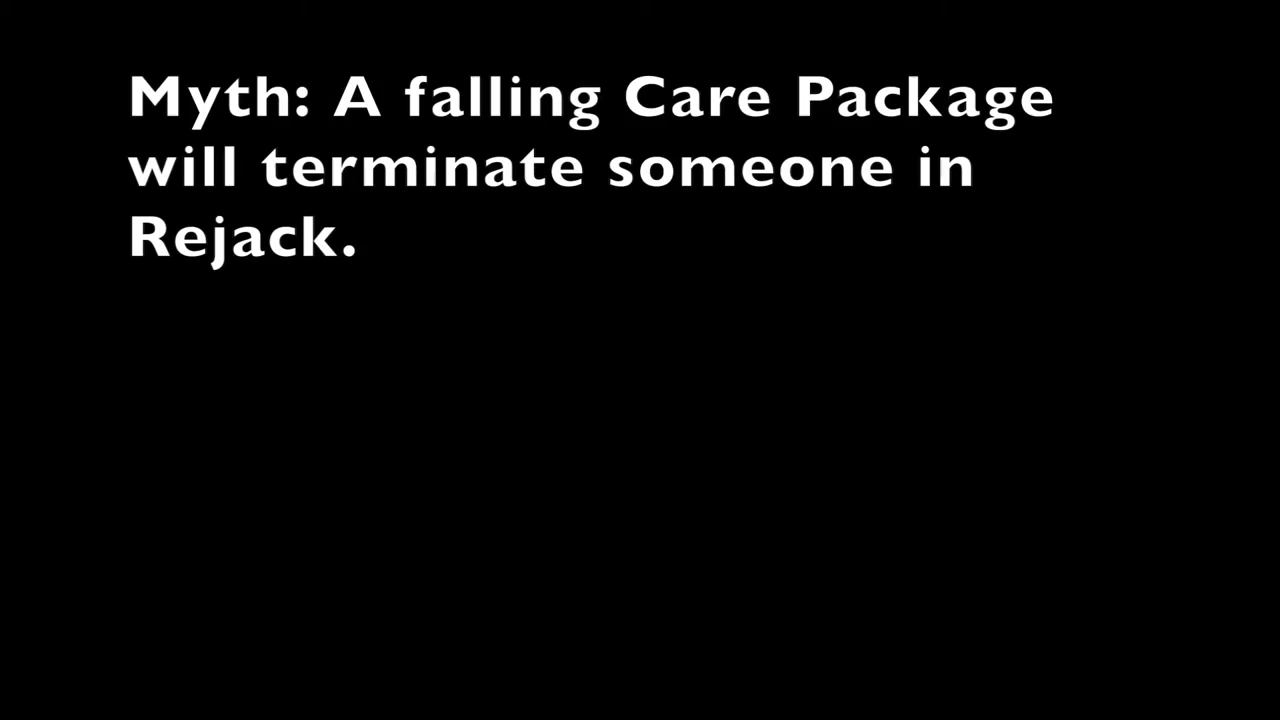 Myth: A falling Care Package
will terminate someone in
Rejack.